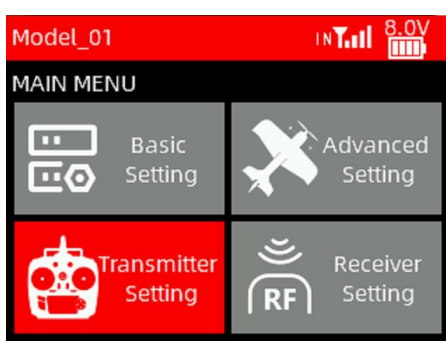 Model_01
IN
8.0V
MAIN MENU
Basic
Setting
Advanced
Setting
Transmitter
Setting
RF
Receiver
Setting